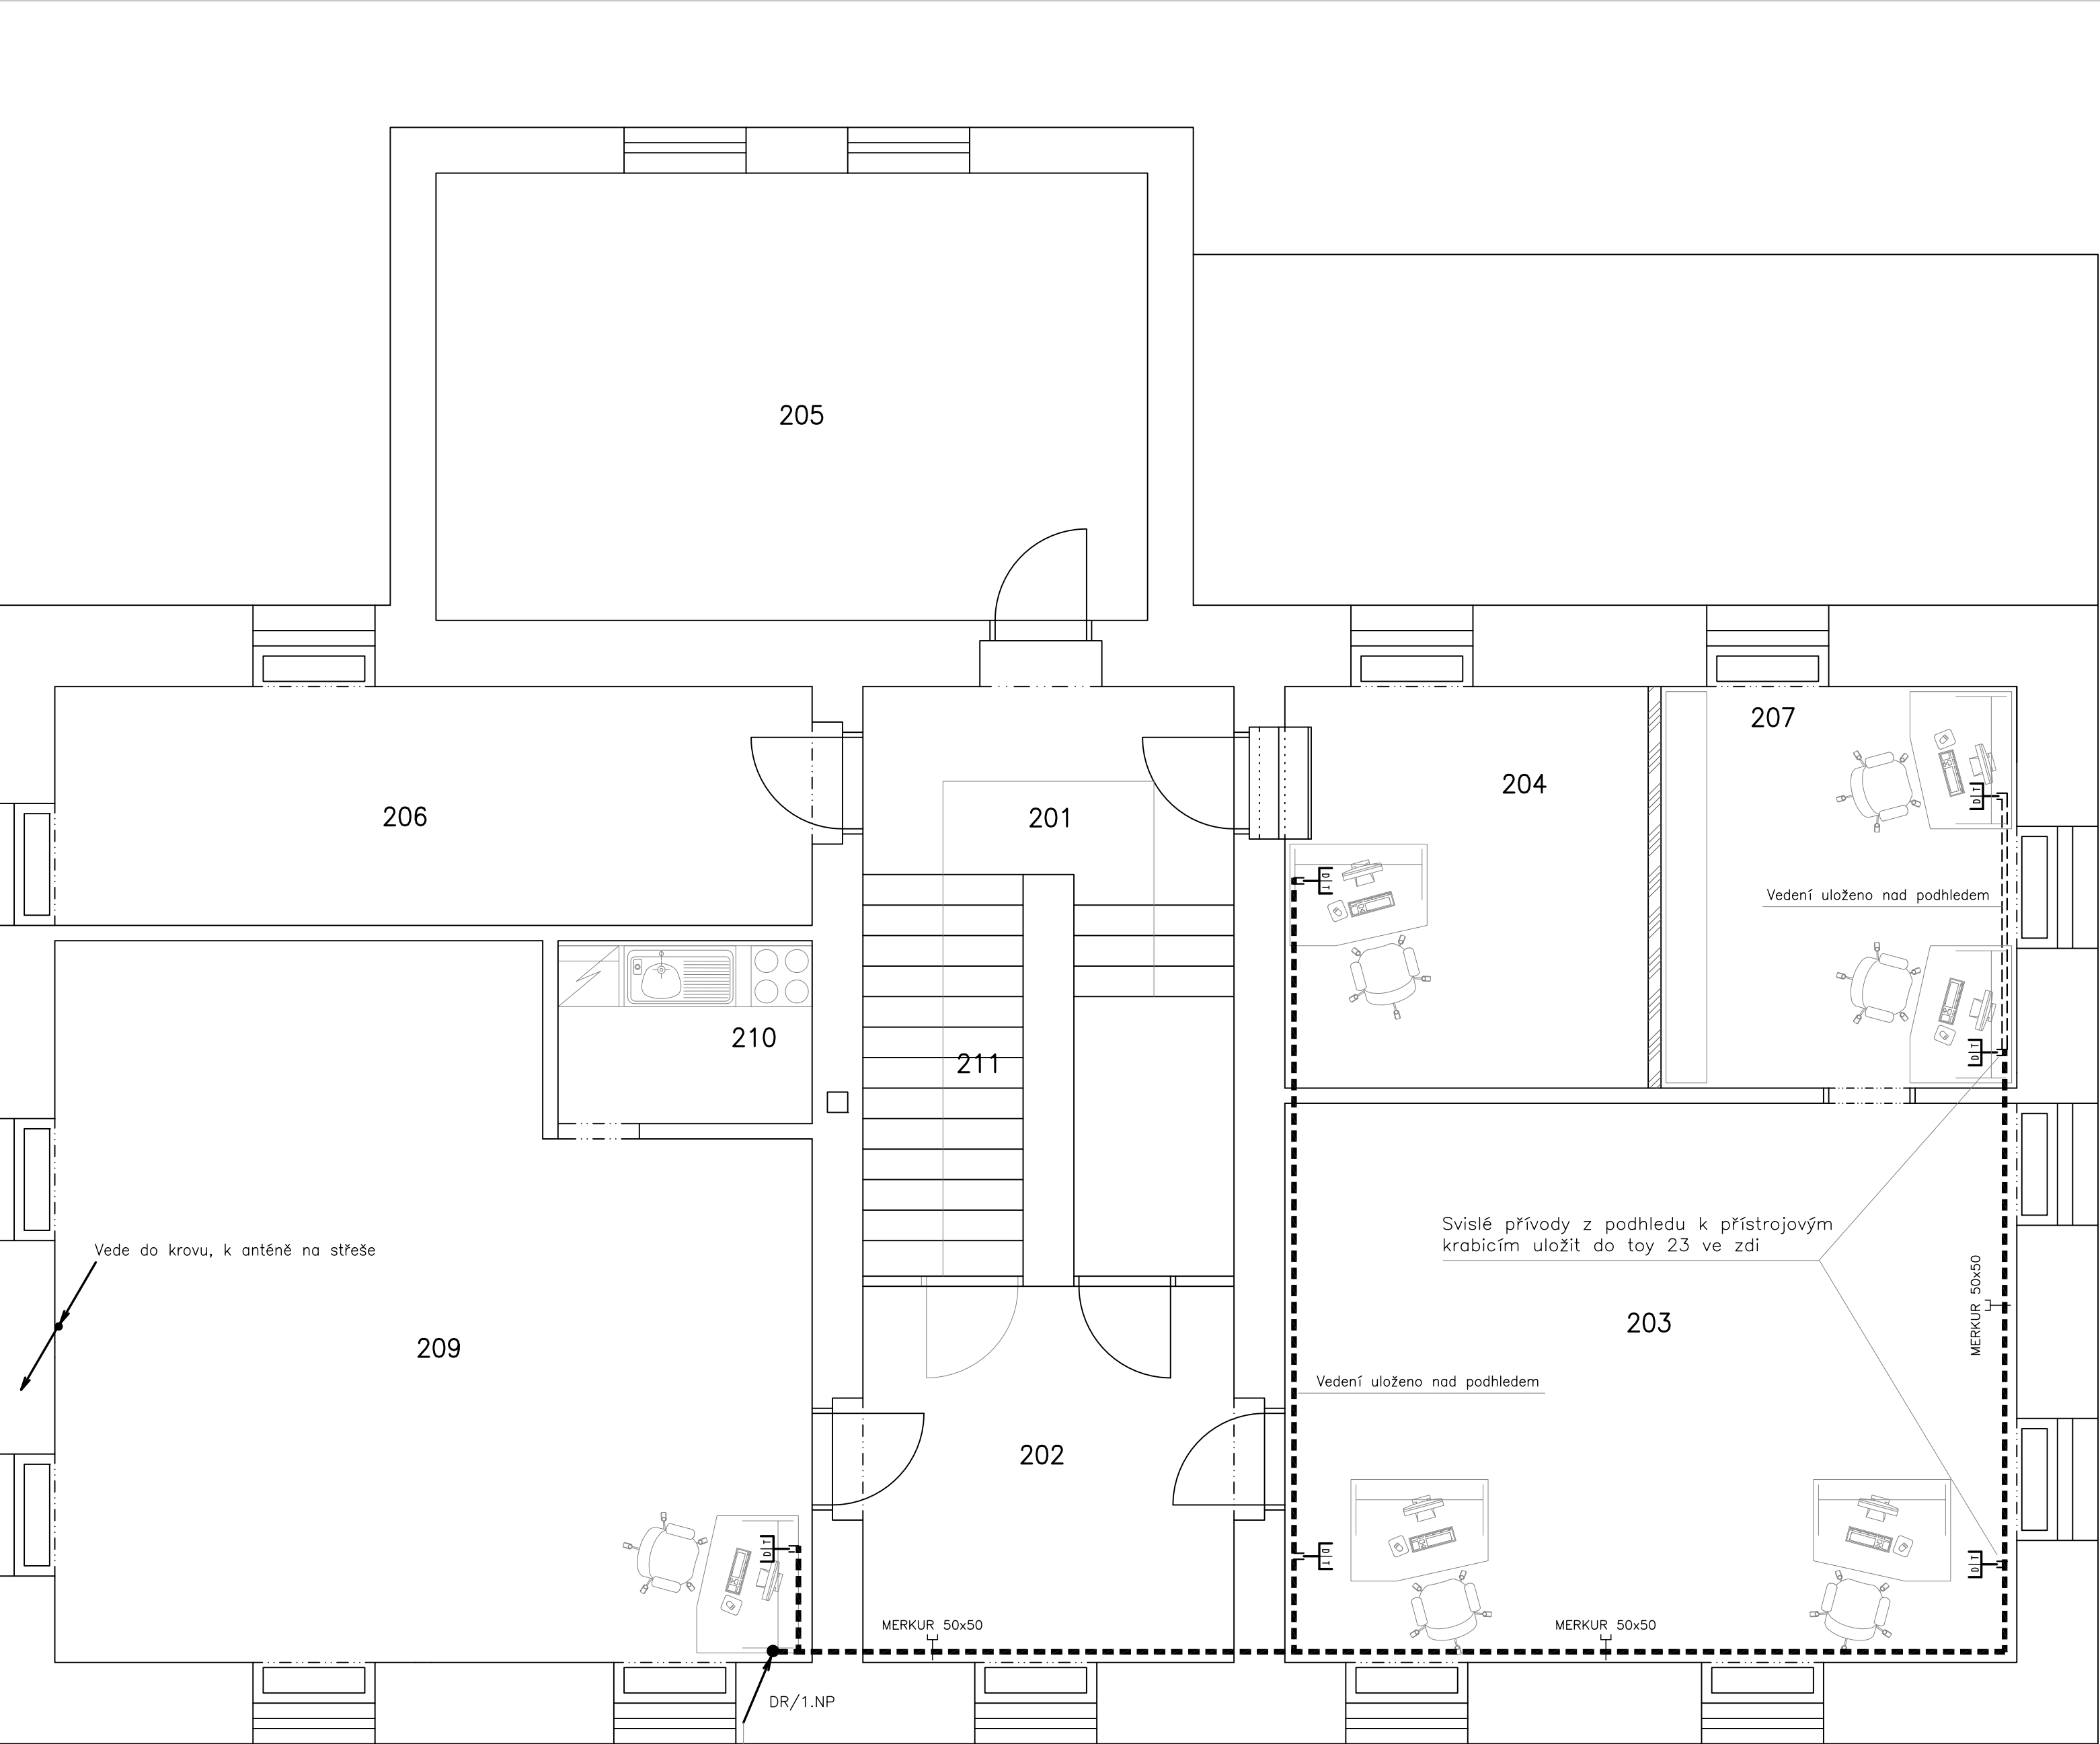 205
207
204
206
201
D T
D T
Vedení uloženo nad podhledem
210
211
D T
Svislé přívody z podhledu k přístrojovým
krabicím uložit do toy 23 ve zdi
Vede do krovu, k anténě na střeše
MERKUR 50x50
203
209
Vedení uloženo nad podhledem
202
D T
D T
D T
MERKUR 50x50
MERKUR 50x50
DR/1.NP